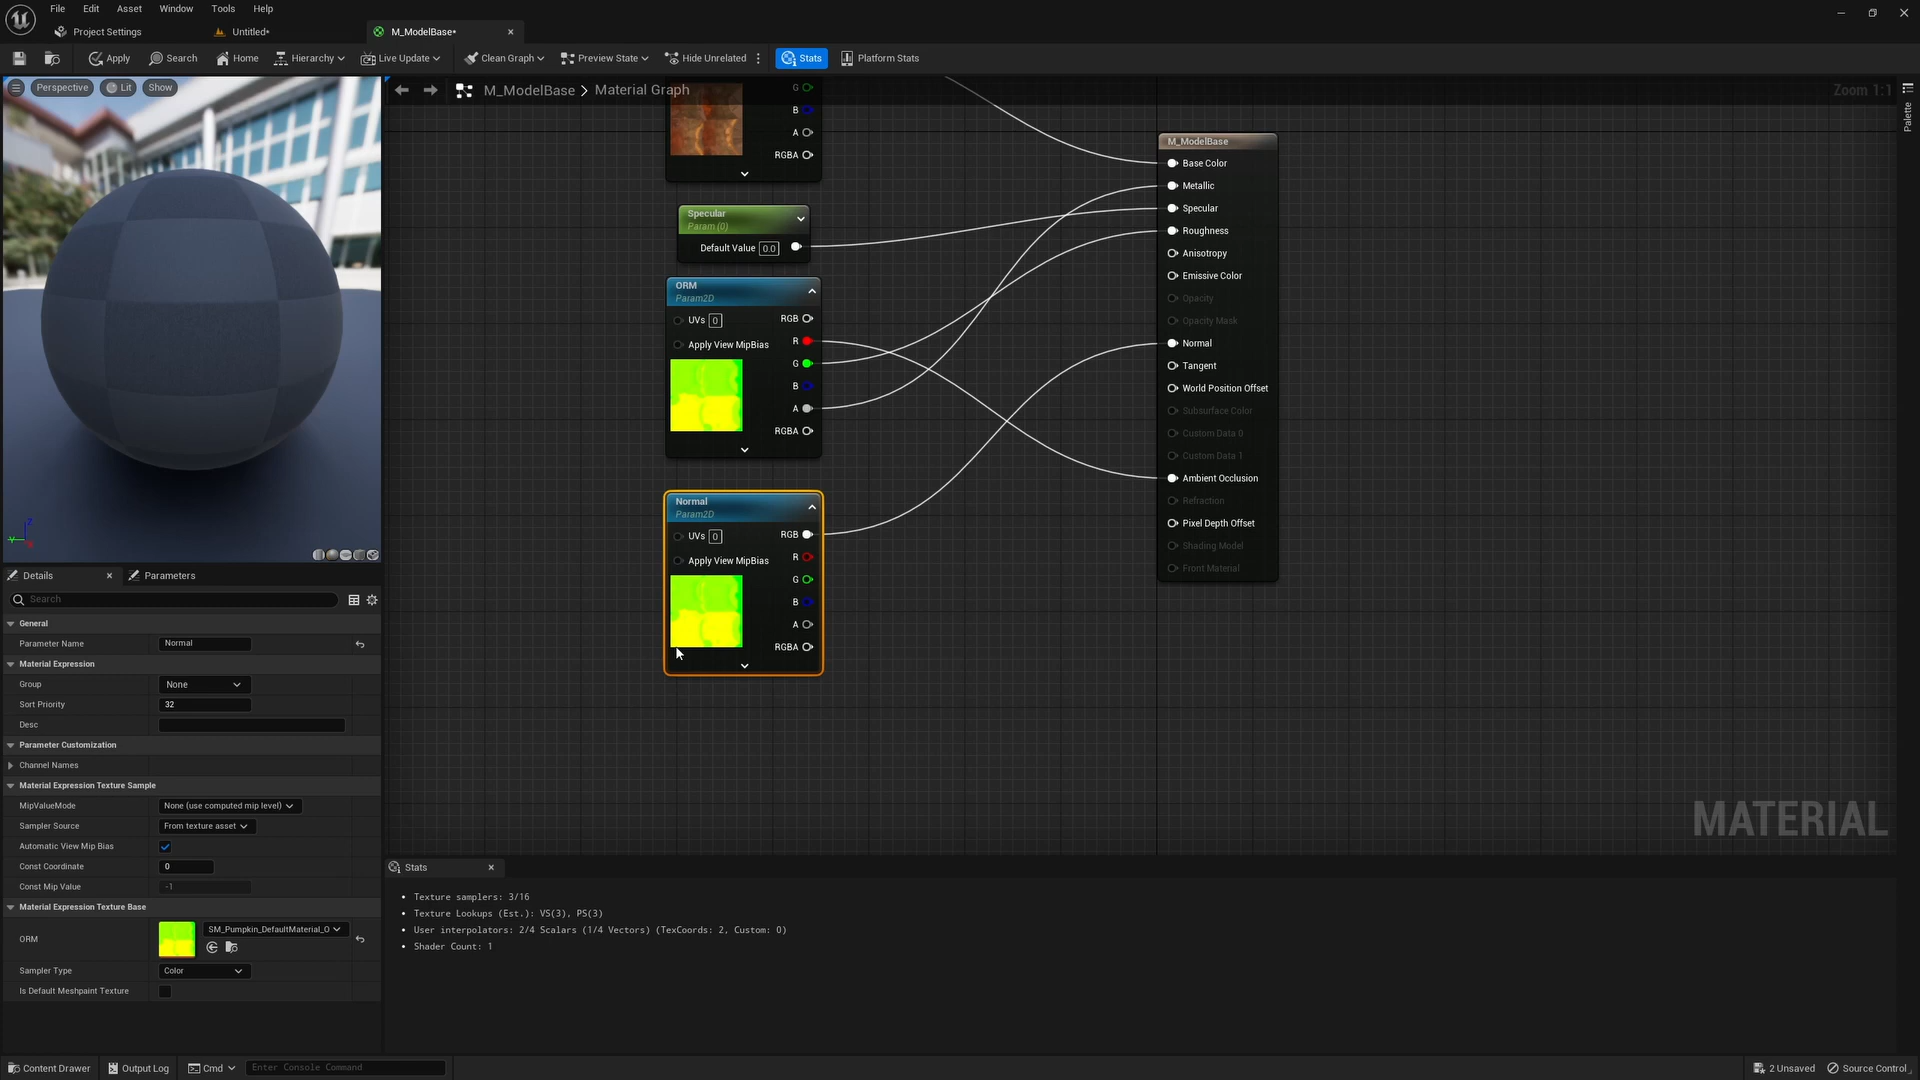 File Edit Asset Window Tools Help
Project Settings Untitled* M_ModelBase*
Apply Search Home Hierarchy Live Update Clean Graph Preview State Hide Unrelated Stats Platform Stats
Perspective Lit Show
M_ModelBase > Material Graph
Zoom 1:1
Palette
G
B
A
RGBA
Specular
Param (0)
Default Value 0.0
ORM
Param2D
UVs 0
Apply View MipBias
RGB
R
G
B
A
RGBA
Normal
Param2D
UVs 0
Apply View MipBias
RGB
R
G
B
A
RGBA
M_ModelBase
Base Color
Metallic
Specular
Roughness
Anisotropy
Emissive Color
Opacity
Opacity Mask
Normal
Tangent
World Position Offset
Subsurface Color
Custom Data 0
Custom Data 1
Ambient Occlusion
Refraction
Pixel Depth Offset
Shading Model
Front Material
MATERIAL
Details Parameters
Search
General
Parameter Name Normal
Material Expression
Group None
Sort Priority 32
Desc
Parameter Customization
Channel Names
Material Expression Texture Sample
MipValueMode None (use computed mip level)
Sampler Source From texture asset
Automatic View Mip Bias
Const Coordinate 0
Const Mip Value -1
Material Expression Texture Base
ORM SM_Pumpkin_DefaultMaterial_O
Sampler Type Color
Is Default Meshpaint Texture
Stats
Texture samplers: 3/16
Texture Lookups (Est.): VS(3), PS(3)
User interpolators: 2/4 Scalars (1/4 Vectors) (TexCoords: 2, Custom: 0)
Shader Count: 1
Content Drawer Output Log Cmd Enter Console Command
2 Unsaved Source Control